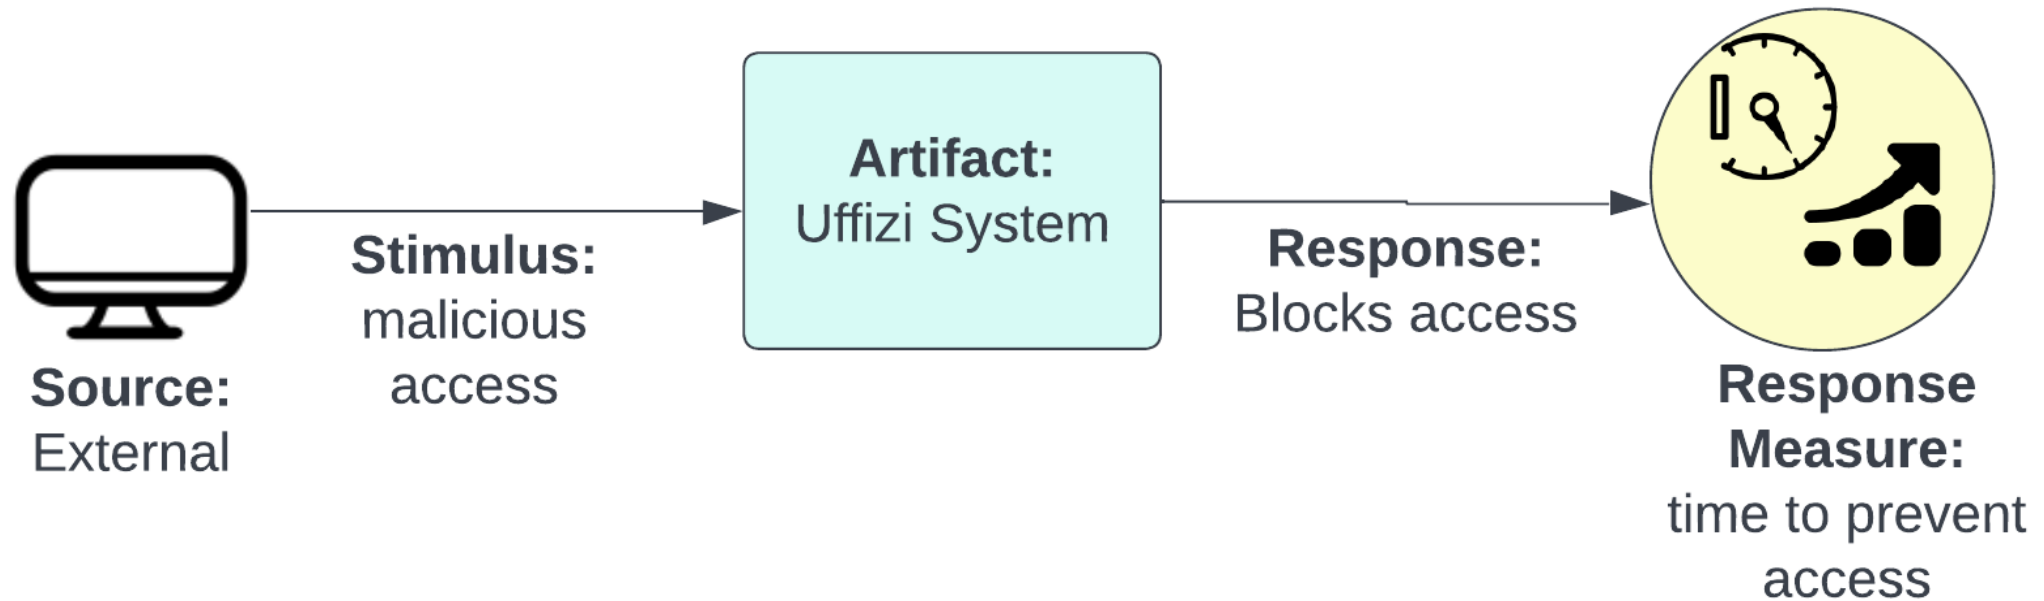 Source:
External
Stimulus:
malicious
access
Artifact:
Uffizi System
Response:
Blocks access
Response
Measure:
time to prevent
access